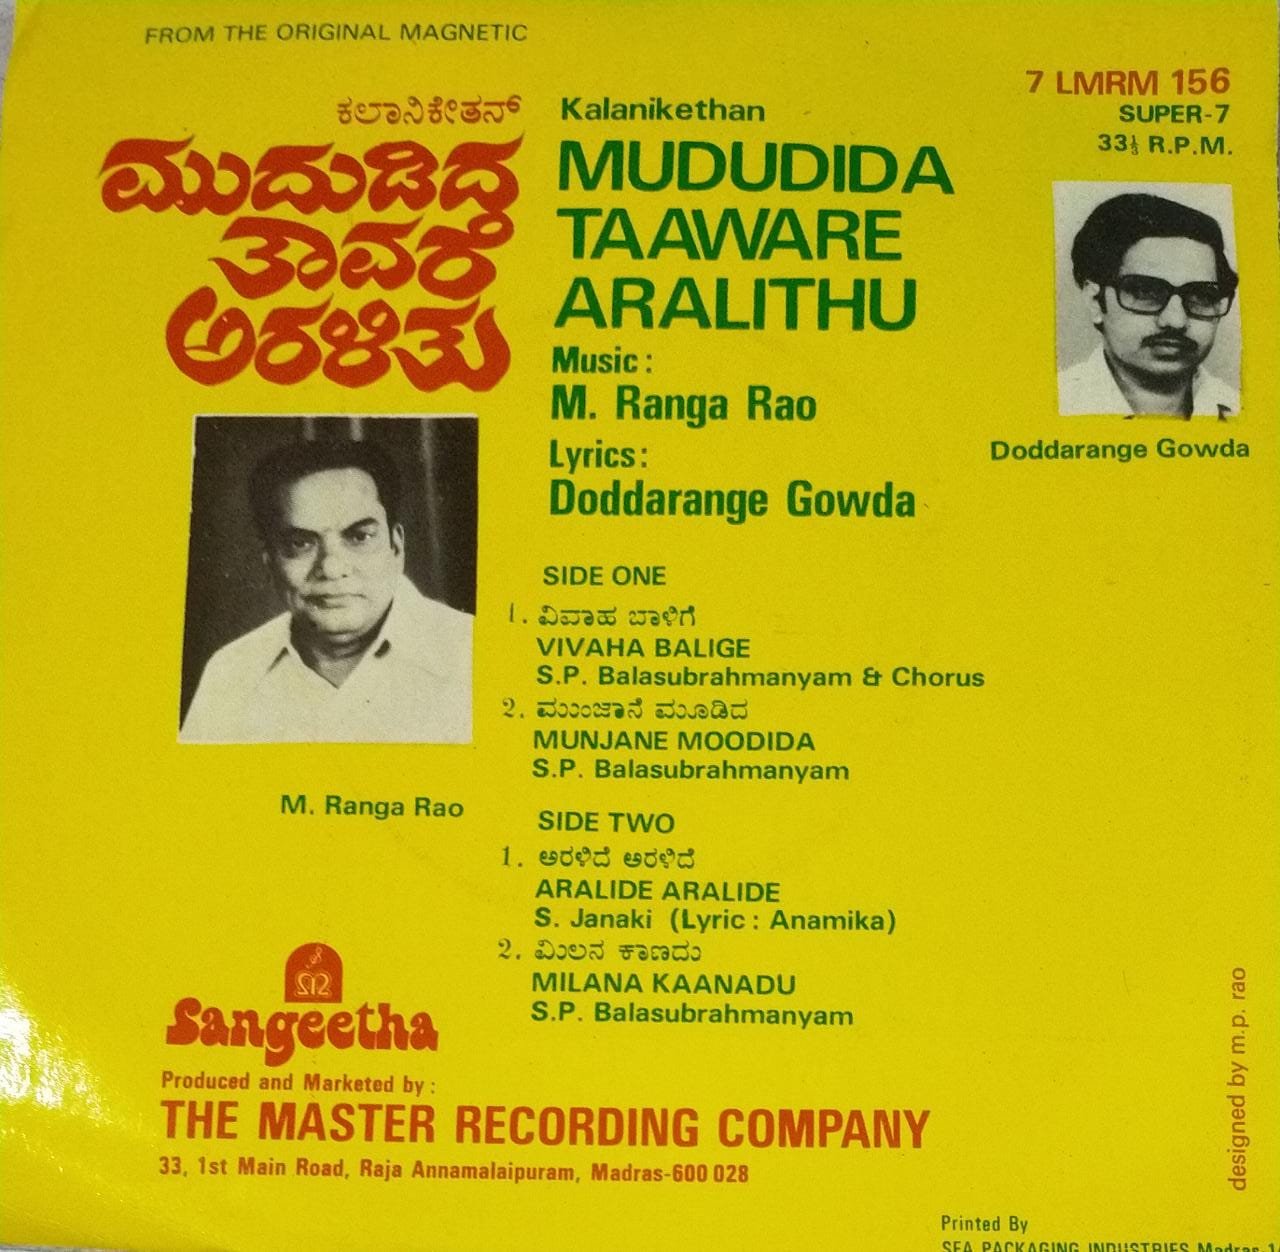 FROM THE ORIGINAL MAGNETIC
7 LMRM 156
SUPER-7
33⅓ R.P.M.
ಕಲಾನಿಕೇತನ್
ಮುದುಡಿದ
ತಾವರೆ
ಅರಳಿತು
Kalanikethan
MUDUDIDA
TAAWARE
ARALITHU
Music :
M. Ranga Rao
Lyrics :
Doddarange Gowda
Doddarange Gowda
M. Ranga Rao
SIDE ONE
1. ವಿವಾಹ ಬಾಳಿಗೆ
VIVAHA BALIGE
S.P. Balasubrahmanyam & Chorus
2. ಮುಂಜಾನೆ ಮೂಡಿದ
MUNJANE MOODIDA
S.P. Balasubrahmanyam
SIDE TWO
1. ಅರಳಿದೆ ಅರಳಿದೆ
ARALIDE ARALIDE
S. Janaki (Lyric : Anamika)
2. ಮಿಲನ ಕಾಣದು
MILANA KAANADU
S.P. Balasubrahmanyam
Sangeetha
Produced and Marketed by :
THE MASTER RECORDING COMPANY
33, 1st Main Road, Raja Annamalaipuram, Madras-600 028
designed by m.p. rao
Printed By
SEA PACKAGING INDUSTRIES Madras